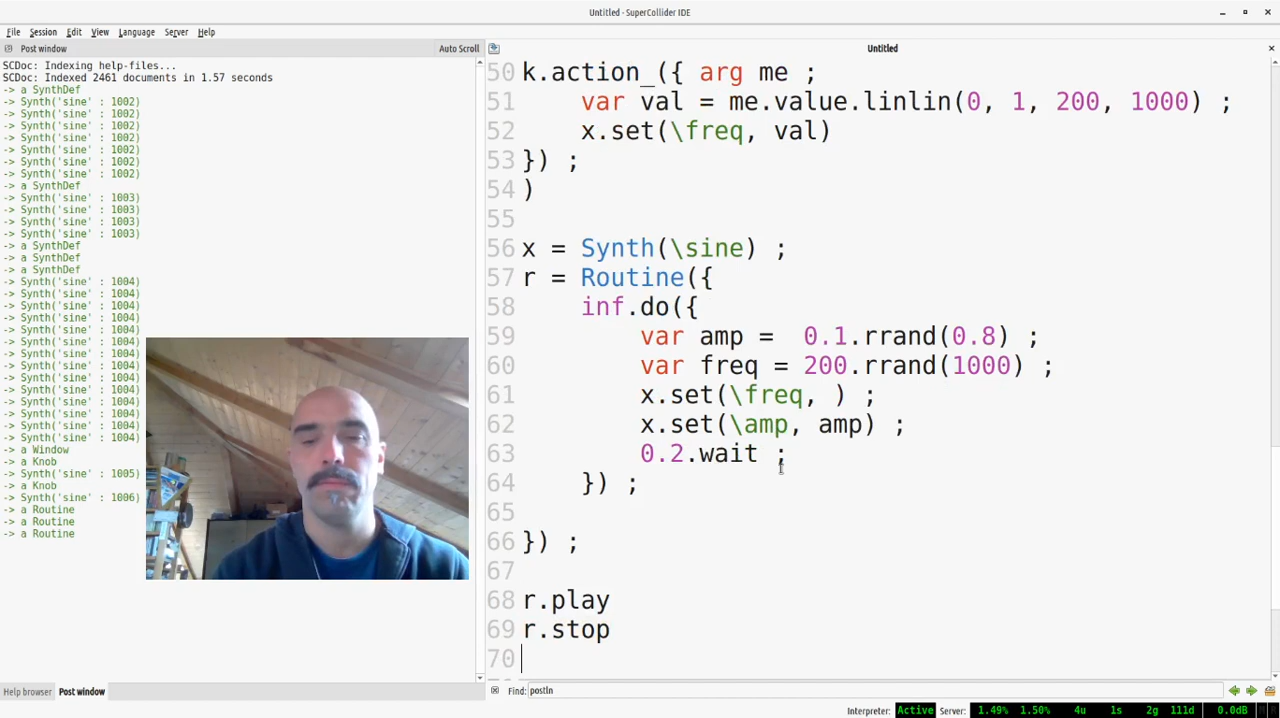 Untitled - SuperCollider IDE
File Session Edit View Language Server Help
Post window
Auto Scroll
SCDoc: Indexing help-files...
SCDoc: Indexed 2461 documents in 1.57 seconds
-> a SynthDef
-> Synth('sine' : 1002)
-> Synth('sine' : 1002)
-> Synth('sine' : 1002)
-> Synth('sine' : 1002)
-> Synth('sine' : 1002)
-> Synth('sine' : 1002)
-> Synth('sine' : 1002)
-> a SynthDef
-> Synth('sine' : 1003)
-> Synth('sine' : 1003)
-> Synth('sine' : 1003)
-> Synth('sine' : 1003)
-> a SynthDef
-> a SynthDef
-> a SynthDef
-> Synth('sine' : 1004)
-> Synth('sine' : 1004)
-> Synth('sine' : 1004)
-> Synth('sine' : 1004)
-> Synth('sine' : 1004)
-> Synth('sine' : 1004)
-> Synth('sine' : 1004)
-> Synth('sine' : 1004)
-> Synth('sine' : 1004)
-> Synth('sine' : 1004)
-> Synth('sine' : 1004)
-> Synth('sine' : 1004)
-> Synth('sine' : 1004)
-> Synth('sine' : 1004)
-> a Window
-> a Knob
-> Synth('sine' : 1005)
-> a Knob
-> Synth('sine' : 1006)
-> a Routine
-> a Routine
-> a Routine
Help browser
Post window
Untitled
50 k.action_({ arg me ;
51 var val = me.value.linlin(0, 1, 200, 1000) ;
52 x.set(\freq, val)
53 }) ;
54 )
55
56 x = Synth(\sine) ;
57 r = Routine({
58 inf.do({
59 var amp =  0.1.rrand(0.8) ;
60 var freq = 200.rrand(1000) ;
61 x.set(\freq, ) ;
62 x.set(\amp, amp) ;
63 0.2.wait ;
64 }) ;
65
66 }) ;
67
68 r.play
69 r.stop
70
Find: postln
Interpreter: Active Server: 1.49% 1.50% 4u 1s 2g 111d 0.0dB